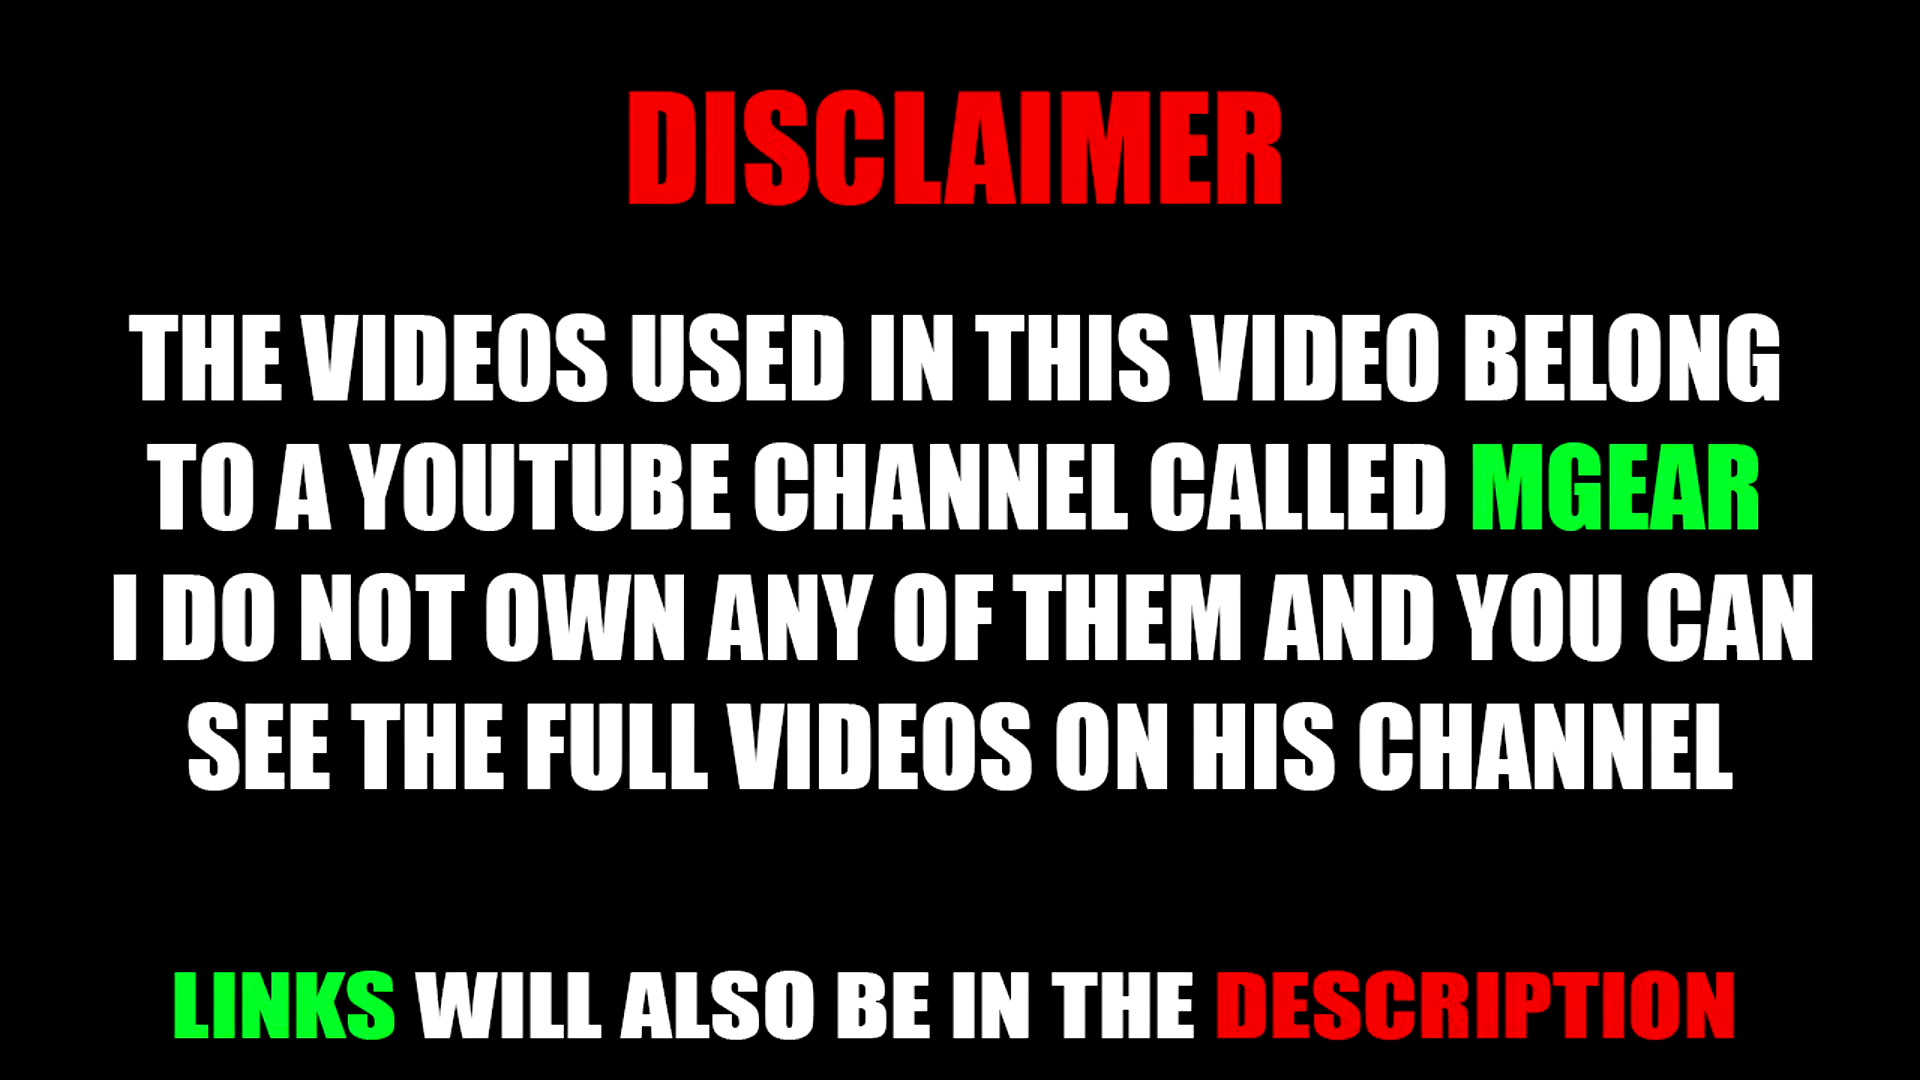 DISCLAIMER
THE VIDEOS USED IN THIS VIDEO BELONG
TO A YOUTUBE CHANNEL CALLED MGEAR
I DO NOT OWN ANY OF THEM AND YOU CAN
SEE THE FULL VIDEOS ON HIS CHANNEL
LINKS WILL ALSO BE IN THE DESCRIPTION